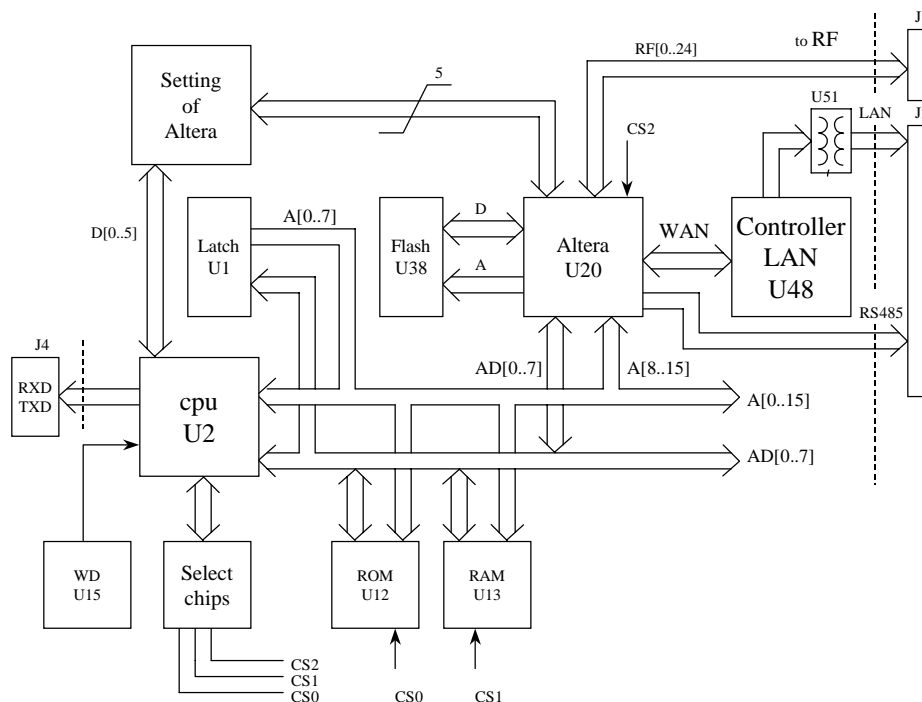 J
RF[0..24]
to RF
5
Setting
of
Altera
U51
LAN
J
CS2
D[0..5]
Latch
U1
A[0..7]
Flash
U38
D
A
Altera
U20
WAN
Controller
LAN
U48
RS485
J4
RXD
TXD
cpu
U2
AD[0..7]
A[8..15]
A[0..15]
AD[0..7]
WD
U15
Select
chips
ROM
U12
RAM
U13
CS2
CS1
CS0
CS0
CS1